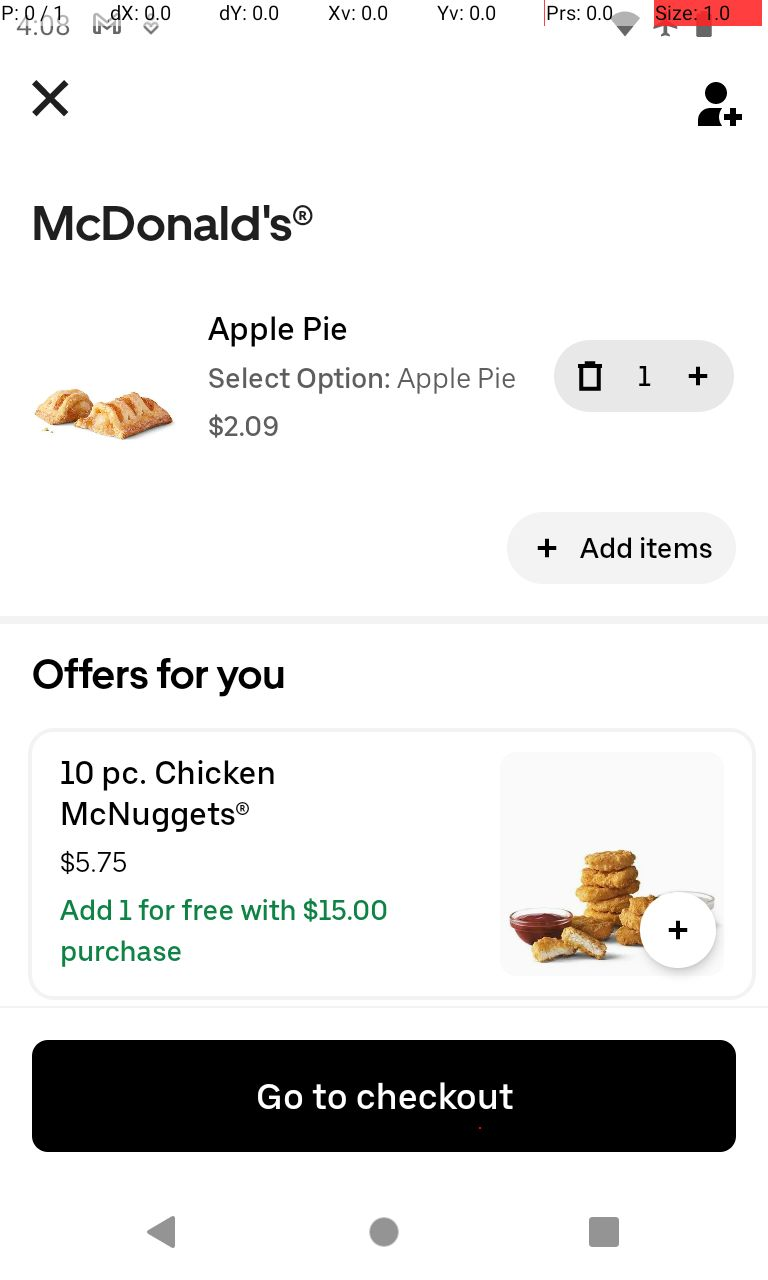 P: 0 / 1 dX: 0.0 dY: 0.0 Xv: 0.0 Yv: 0.0 Prs: 0.0 Size: 1.0
4:08
McDonald's®
Apple Pie
Select Option: Apple Pie
1
$2.09
+ Add items
Offers for you
10 pc. Chicken
McNuggets®
$5.75
Add 1 for free with $15.00
purchase
Go to checkout